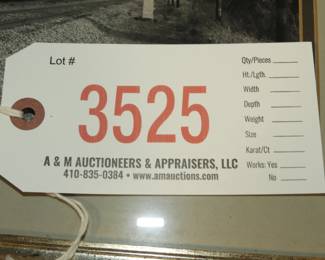 Lot #
3525
A & M AUCTIONEERS & APPRAISERS, LLC
410-835-0384 • www.amauctions.com
Qty/Pieces
Ht./Lgth.
Width
Depth
Weight
Size
Karat/Ct
Works: Yes
No